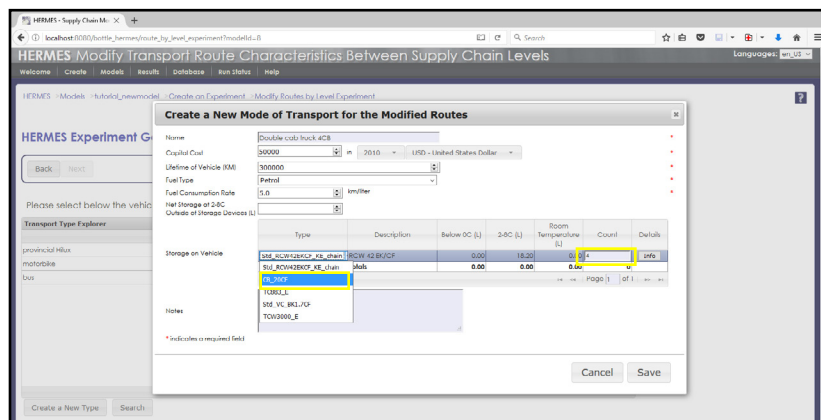 HERMES - Supply Chain Mo
localhost:8080/bottle_hermes/route_by_level_experiment?modelId=8
Search
HERMES Modify Transport Route Characteristics Between Supply Chain Levels
Languages: en_US
Welcome Create Models Results Database Run Status Help
HERMES Models tutorial_newmodel Create an Experiment Modify Routes by Level Experiment
?
Create a New Mode of Transport for the Modified Routes
HERMES Experiment G
Name Double cab truck 4CB *
Capital Cost 50000 in 2010 USD - United States Dollar *
Lifetime of Vehicle (KM) 300000 *
Back Next
Fuel Type Petrol *
Fuel Consumption Rate 5.0 km/liter *
Net Storage at 2-8C
Outside of Storage Devices (L)
Please select below the vehic
Transport Type Explorer
provincial Hilux
motorbike
bus
Storage on Vehicle
Type Description Below 0C (L) 2-8C (L) Room Temperature (L) Count Details
Std_RCW42EKCF_KE_chain RCW 42 EK/CF 0.00 18.20 0.00 4 Info
Std_RCW42EKCF_KE_chain otals 0.00 0.00 0.00 0
CB_20CF
Page 1 of 1
Std_VC_BK1.7CF
TCW3000_E
Notes
* indicates a required field
Cancel Save
Create a New Type Search